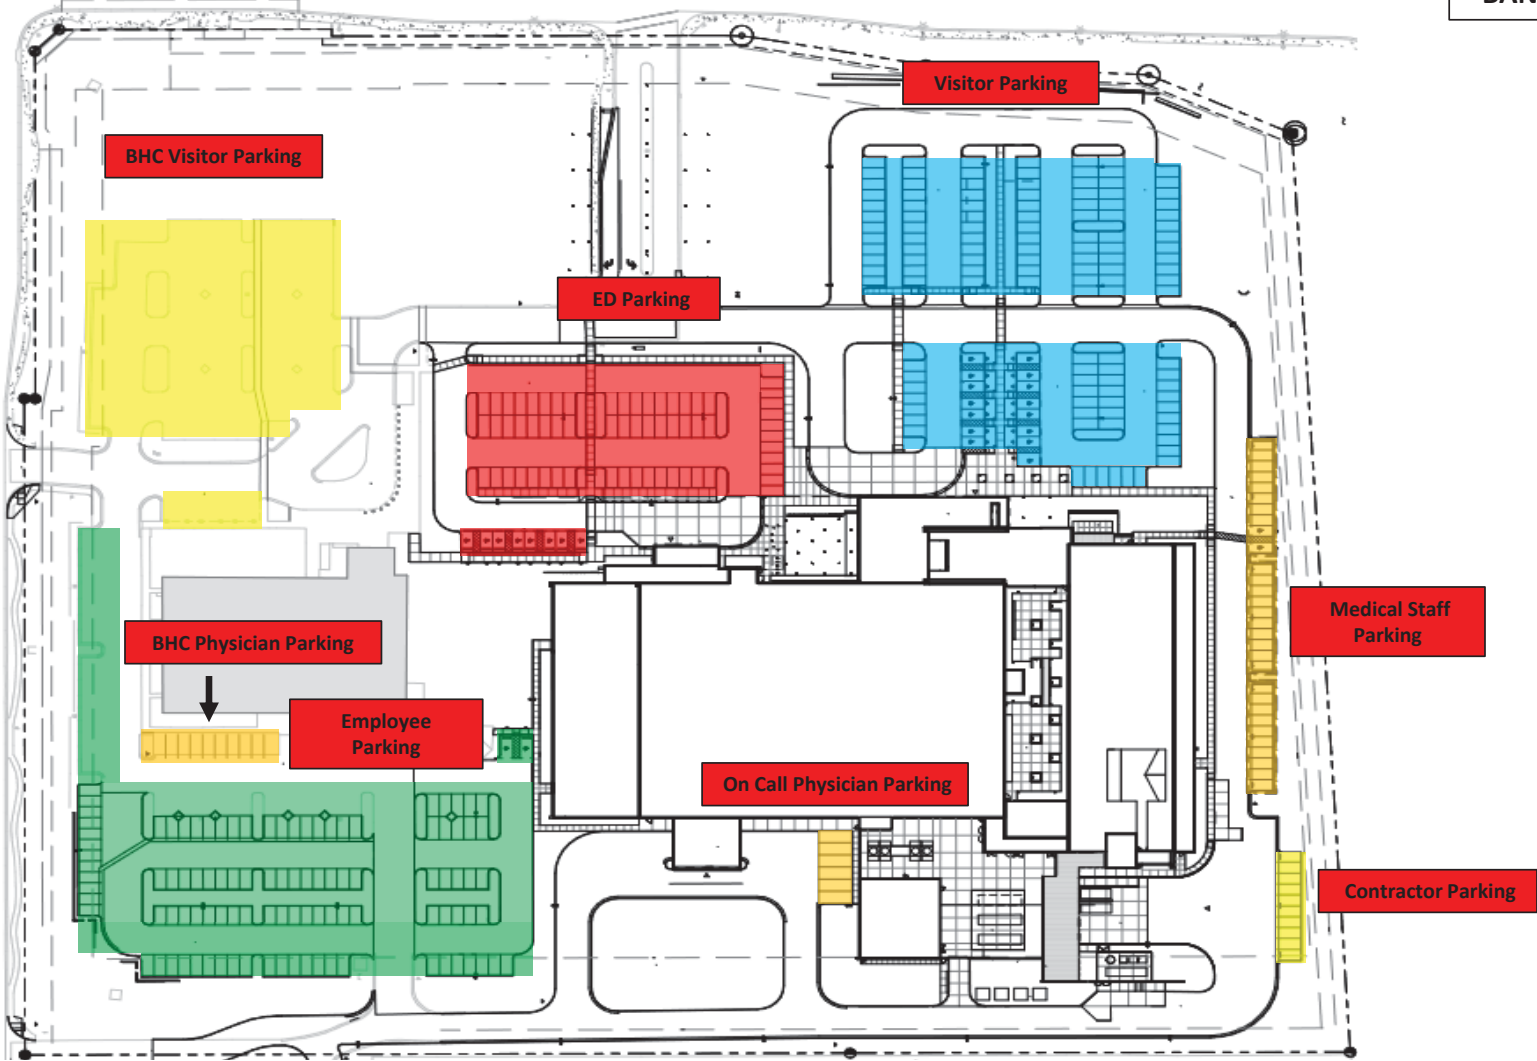 Visitor Parking
BHC Visitor Parking
ED Parking
Medical Staff
Parking
BHC Physician Parking
Employee
Parking
On Call Physician Parking
Contractor Parking